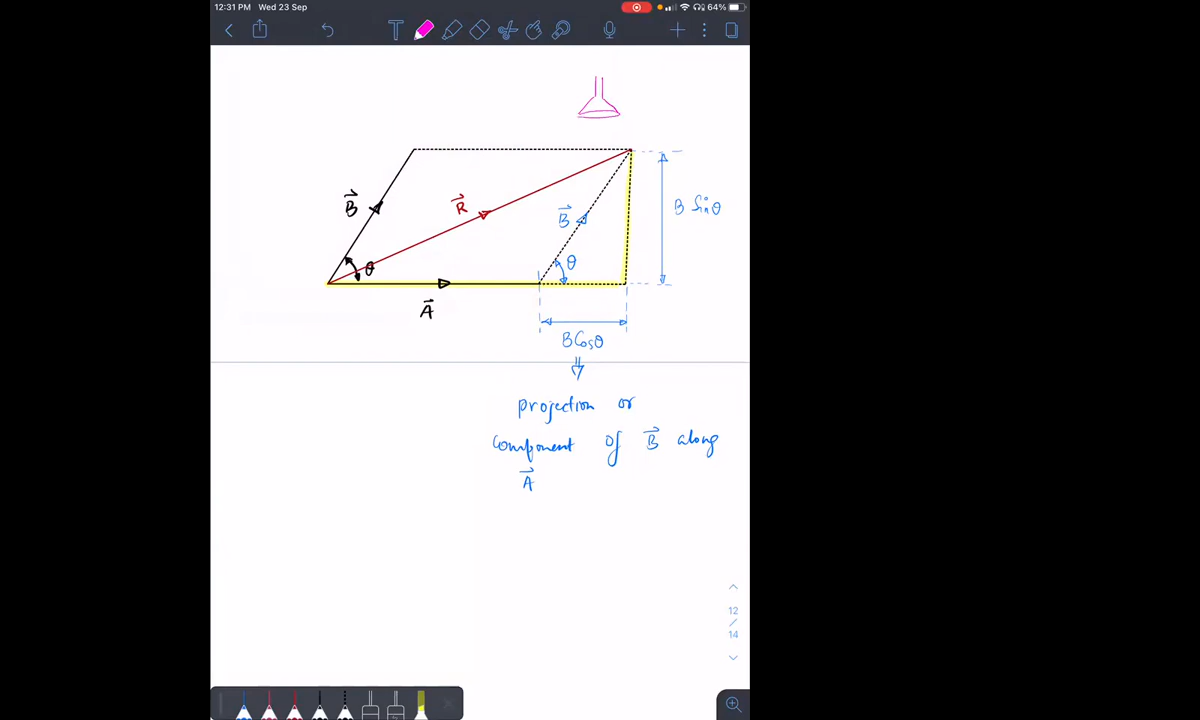 12:31 PM Wed 23 Sep
64%
T
B
R
B
B Sinθ
θ
θ
A
B Cosθ
projection or
component of B along
A
12
/
14